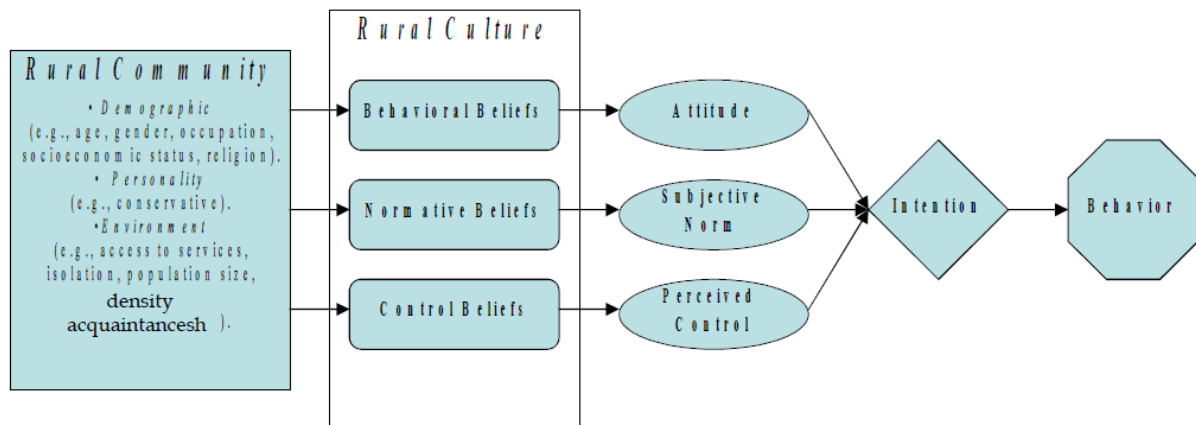 Rural Community
• Demographic
(e.g., age, gender, occupation,
socioeconomic status, religion).
• Personality
(e.g., conservative).
•Environment
(e.g., access to services,
isolation, population size,
density
acquaintancesh ).
Rural Culture
Behavioral Beliefs
Normative Beliefs
Control Beliefs
Attitude
Subjective
Norm
Perceived
Control
Intention
Behavior